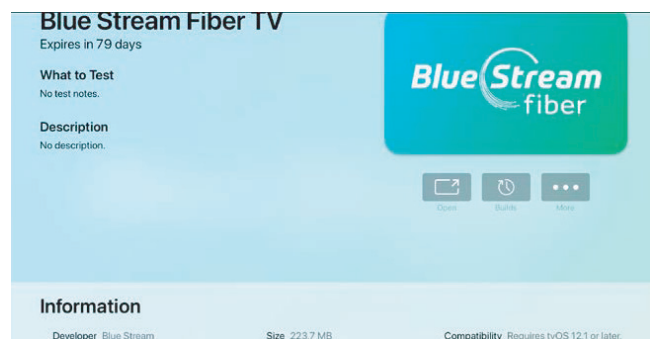 Blue Stream Fiber TV
Expires in 79 days
What to Test
No test notes.
Description
No description.
Blue Stream
fiber
Open
Builds
More
Information
Developer Blue Stream
Size 223.7 MB
Compatibility Requires tvOS 12.1 or later.